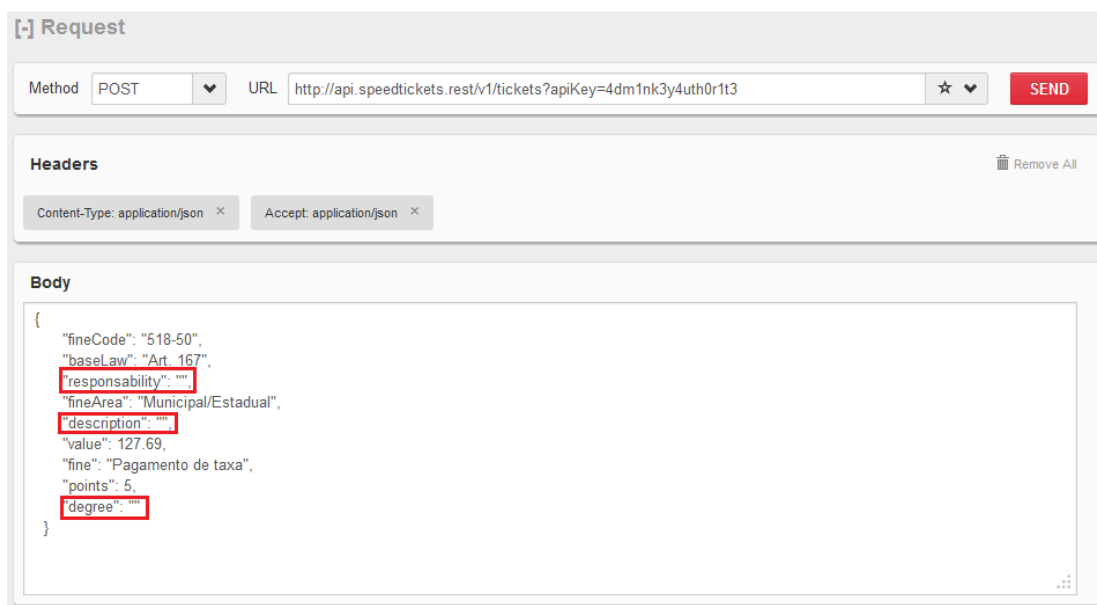 [-] Request
Method POST URL http://api.speedtickets.rest/v1/tickets?apiKey=4dm1nk3y4uth0r1t3 SEND
Headers Remove All
Content-Type: application/json × Accept: application/json ×
Body
{
"fineCode": "518-50",
"baseLaw": "Art. 167",
"responsability": "",
"fineArea": "Municipal/Estadual",
"description": "",
"value": 127.69,
"fine": "Pagamento de taxa",
"points": 5,
"degree": ""
}